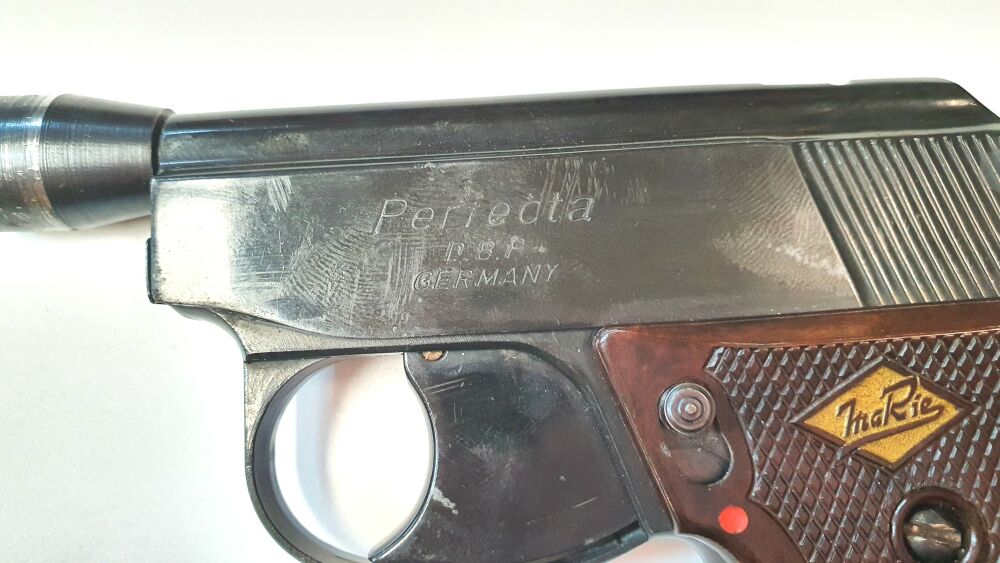 Perfecta
D.B.P.
GERMANY
MaRie